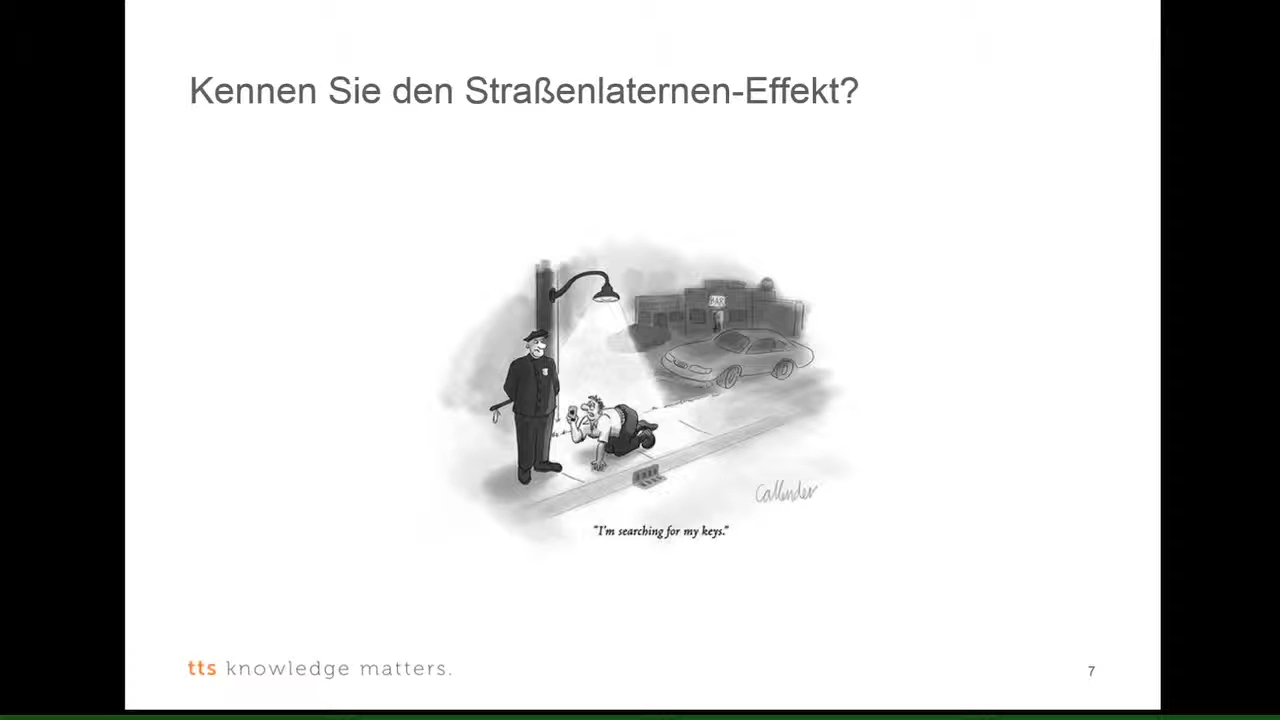 Kennen Sie den Straßenlaternen-Effekt?
BAR
Callender
"I'm searching for my keys."
tts knowledge matters.
7